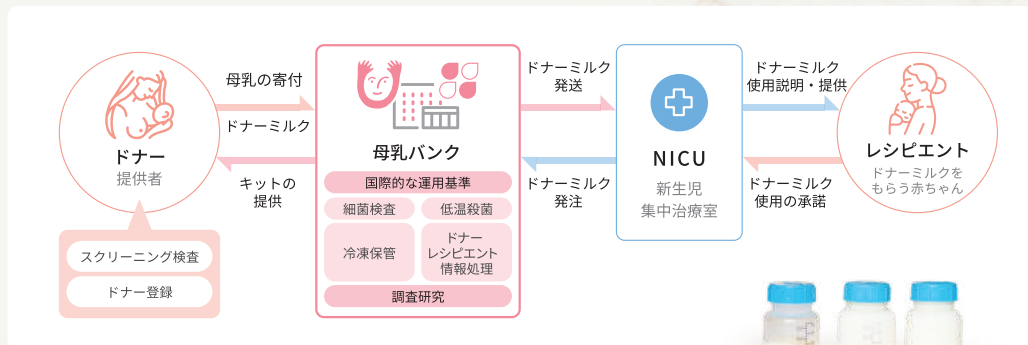 ドナー
提供者
スクリーニング検査
ドナー登録
母乳の寄付
ドナーミルク
キットの
提供
母乳バンク
国際的な運用基準
細菌検査
低温殺菌
冷凍保管
ドナー
レシピエント
情報処理
調査研究
ドナーミルク
発送
ドナーミルク
発注
NICU
新生児
集中治療室
ドナーミルク
使用説明・提供
ドナーミルク
使用の承諾
レシピエント
ドナーミルクを
もらう赤ちゃん